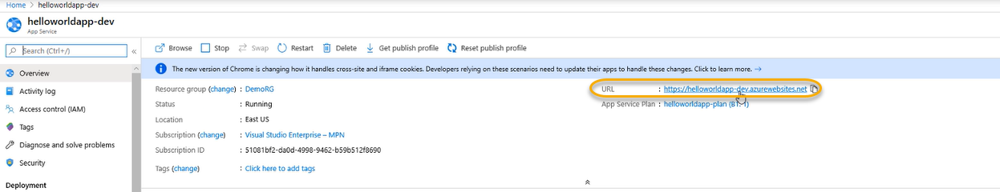 Home > helloworldapp-dev
helloworldapp-dev
App Service
Search (Ctrl+/)
«
Browse Stop Swap Restart Delete Get publish profile Reset publish profile
The new version of Chrome is changing how it handles cross-site and iframe cookies. Developers relying on these scenarios need to update their apps to handle these changes. Click to learn more. →
Overview
Activity log
Access control (IAM)
Tags
Diagnose and solve problems
Security
Deployment
Resource group (change) : DemoRG
Status : Running
Location : East US
Subscription (change) : Visual Studio Enterprise – MPN
Subscription ID : 51081bf2-da0d-4998-9462-b59b512f8690
Tags (change) : Click here to add tags
URL : https://helloworldapp-dev.azurewebsites.net
App Service Plan : helloworldapp-plan